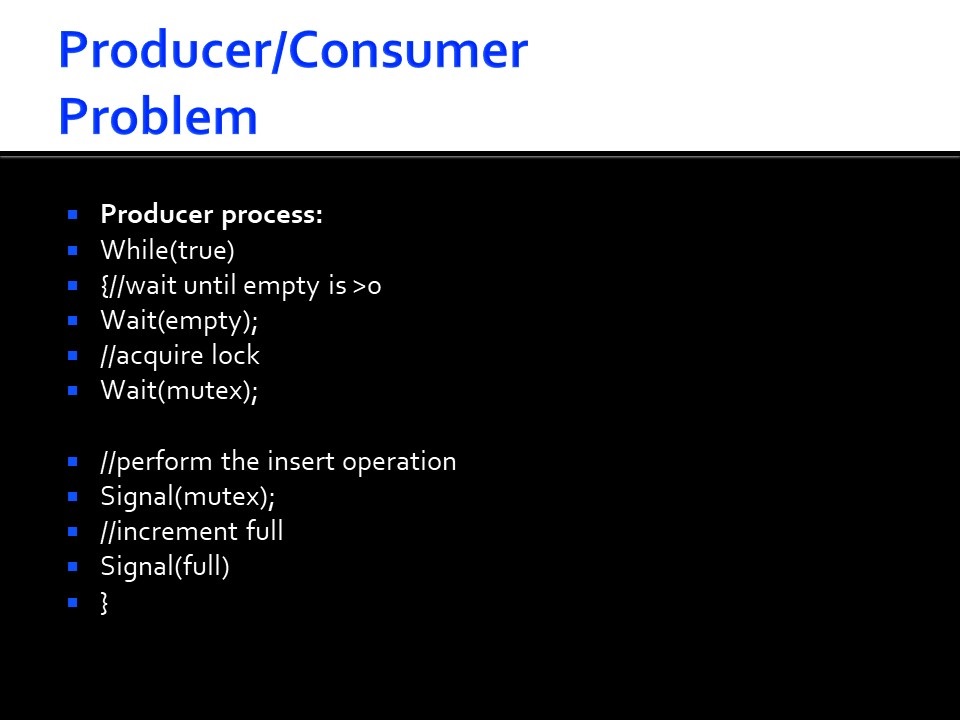 Producer/Consumer
Problem
Producer process:
While(true)
{//wait until empty is >0
Wait(empty);
//acquire lock
Wait(mutex);
//perform the insert operation
Signal(mutex);
//increment full
Signal(full)
}